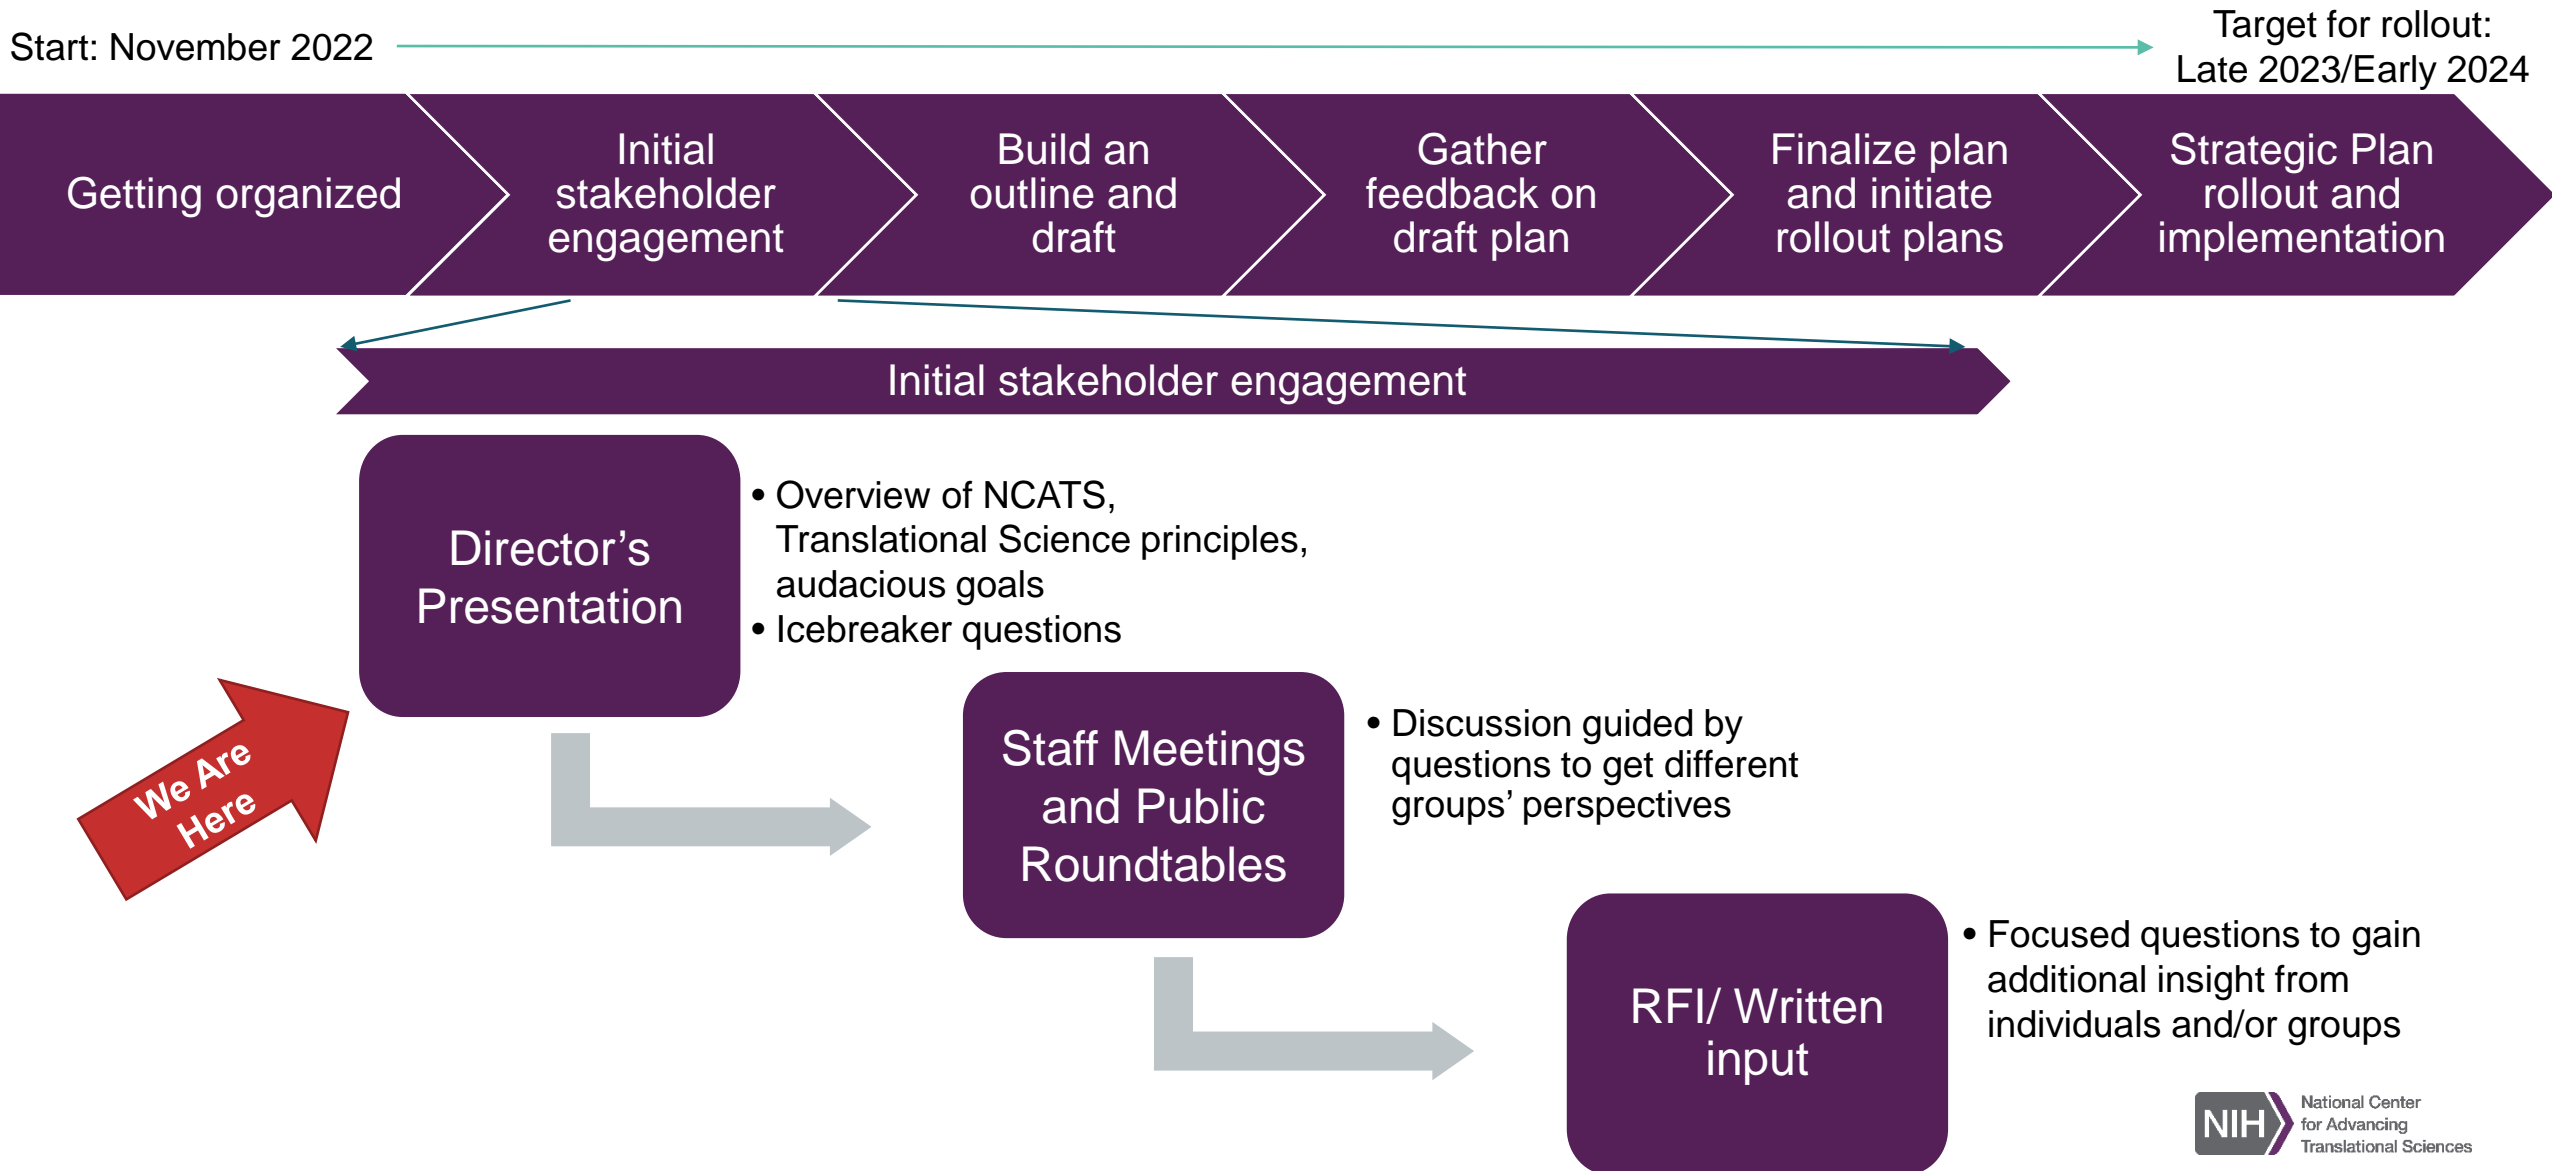 Start: November 2022
Target for rollout:
Late 2023/Early 2024
Getting organized
Initial
stakeholder
engagement
Build an
outline and
draft
Gather
feedback on
draft plan
Finalize plan
and initiate
rollout plans
Strategic Plan
rollout and
implementation
Initial stakeholder engagement
Director’s
Presentation
• Overview of NCATS,
Translational Science principles,
audacious goals
• Icebreaker questions
We Are
Here
Staff Meetings
and Public
Roundtables
• Discussion guided by
questions to get different
groups’ perspectives
RFI/ Written
input
• Focused questions to gain
additional insight from
individuals and/or groups
NIH
National Center
for Advancing
Translational Sciences